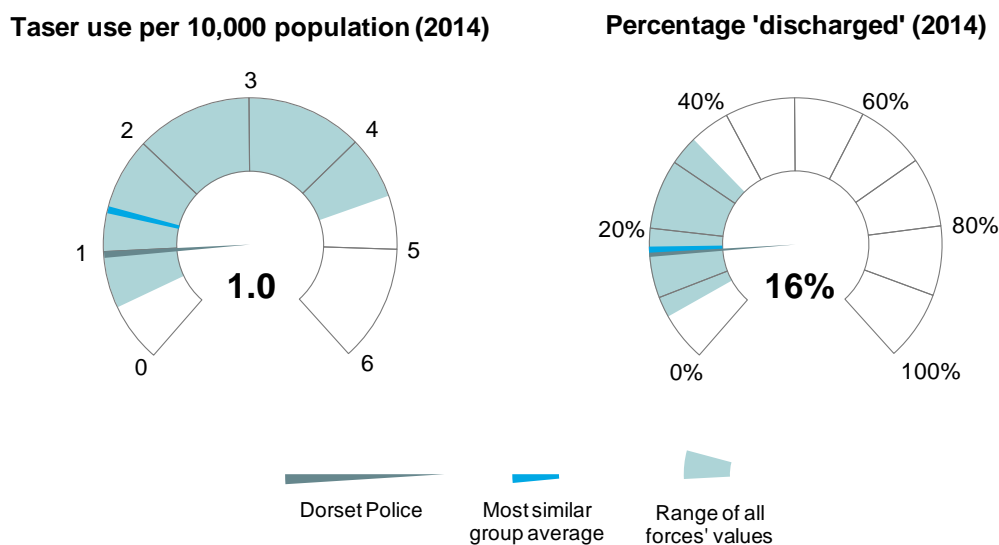 Taser use per 10,000 population (2014)
0
1
2
3
4
5
6
1.0
Percentage 'discharged' (2014)
0%
20%
40%
60%
80%
100%
16%
Dorset Police
Most similar
group average
Range of all
forces' values